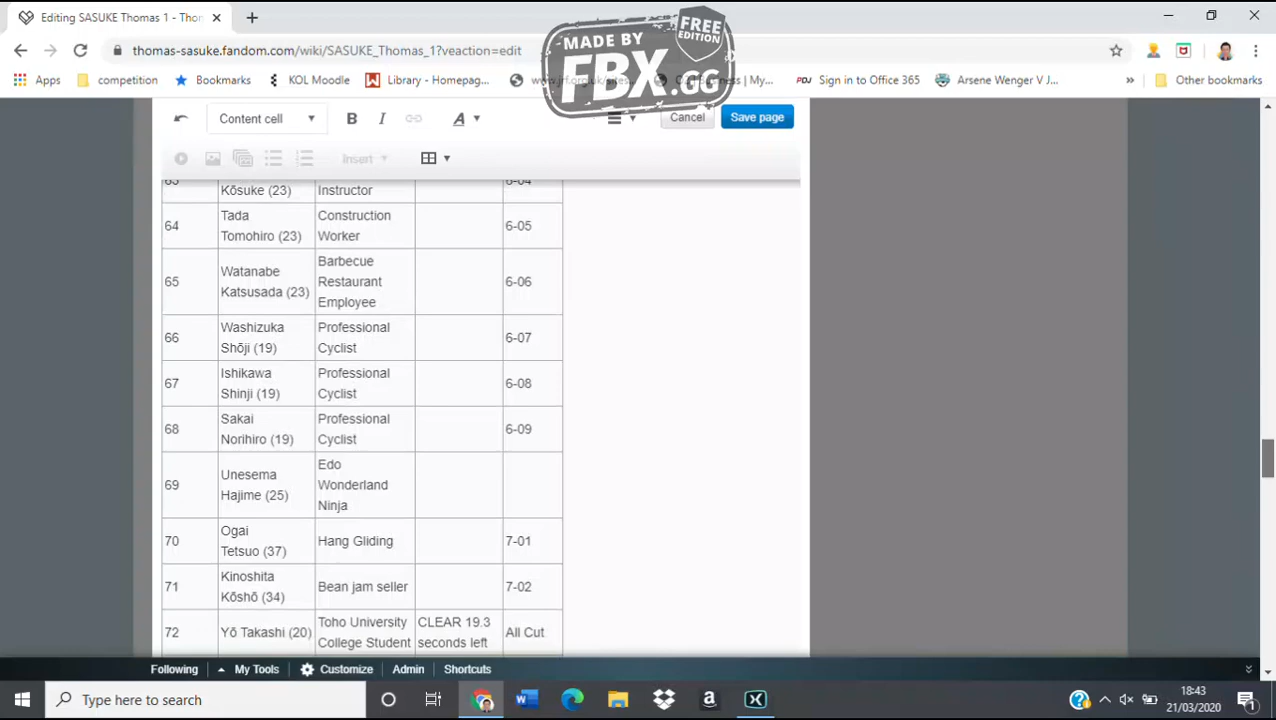 Editing SASUKE Thomas 1 - Thor
thomas-sasuke.fandom.com/wiki/SASUKE_Thomas_1?veaction=edit
MADE BY
FREE
EDITION
FBX.GG
Apps competition Bookmarks KOL Moodle Library - Homepag... Business | My... PDJ Sign in to Office 365 Arsene Wenger V J... » Other bookmarks
Content cell B I A Cancel Save page
Insert
Kōsuke (23) Instructor 6-04
64 Tada Tomohiro (23) Construction Worker 6-05
65 Watanabe Katsusada (23) Barbecue Restaurant Employee 6-06
66 Washizuka Shōji (19) Professional Cyclist 6-07
67 Ishikawa Shinji (19) Professional Cyclist 6-08
68 Sakai Norihiro (19) Professional Cyclist 6-09
69 Unesema Hajime (25) Edo Wonderland Ninja
70 Ogai Tetsuo (37) Hang Gliding 7-01
71 Kinoshita Kōshō (34) Bean jam seller 7-02
72 Yō Takashi (20) Toho University College Student CLEAR 19.3 seconds left All Cut
Following My Tools Customize Admin Shortcuts
Type here to search
18:43
21/03/2020